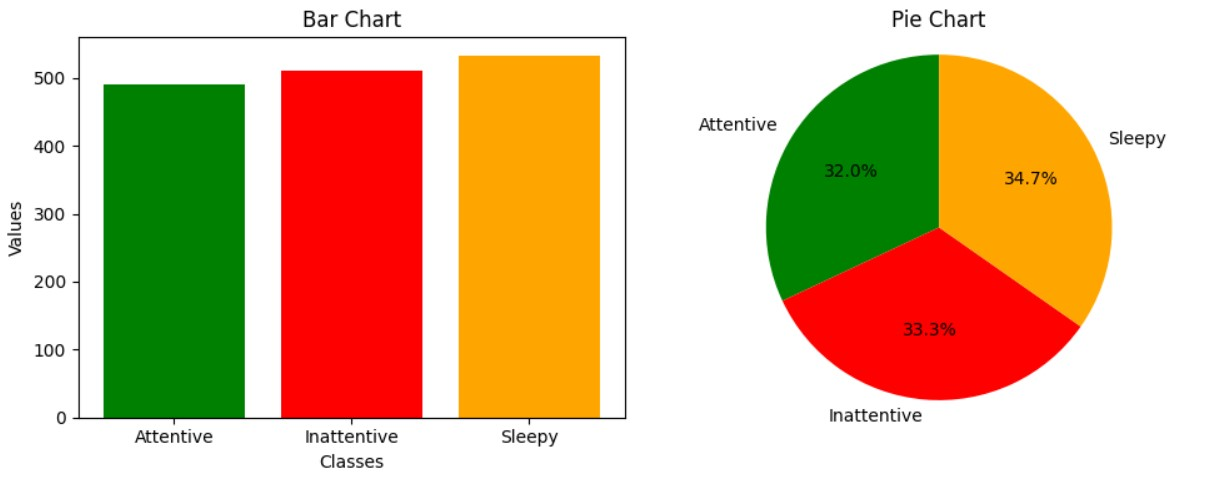 Bar Chart
Values
500
400
300
200
100
0
Attentive
Inattentive
Sleepy
Classes
Pie Chart
Attentive
32.0%
Sleepy
34.7%
33.3%
Inattentive